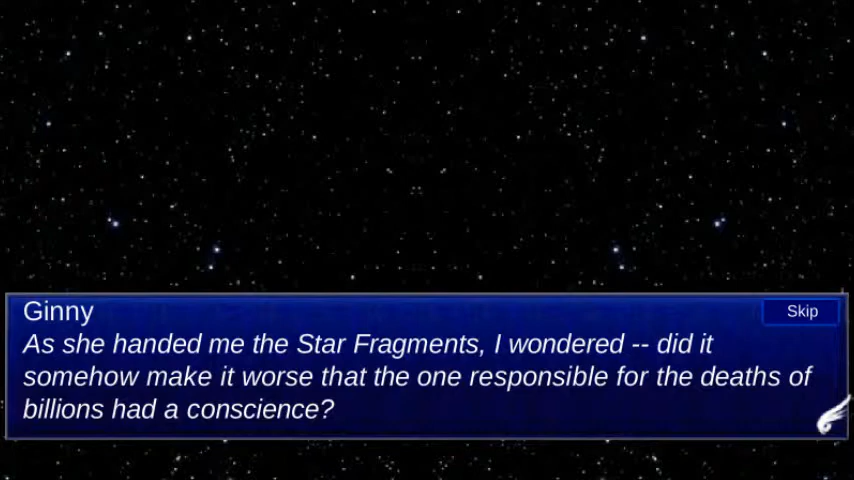 Ginny
Skip
As she handed me the Star Fragments, I wondered -- did it
somehow make it worse that the one responsible for the deaths of
billions had a conscience?